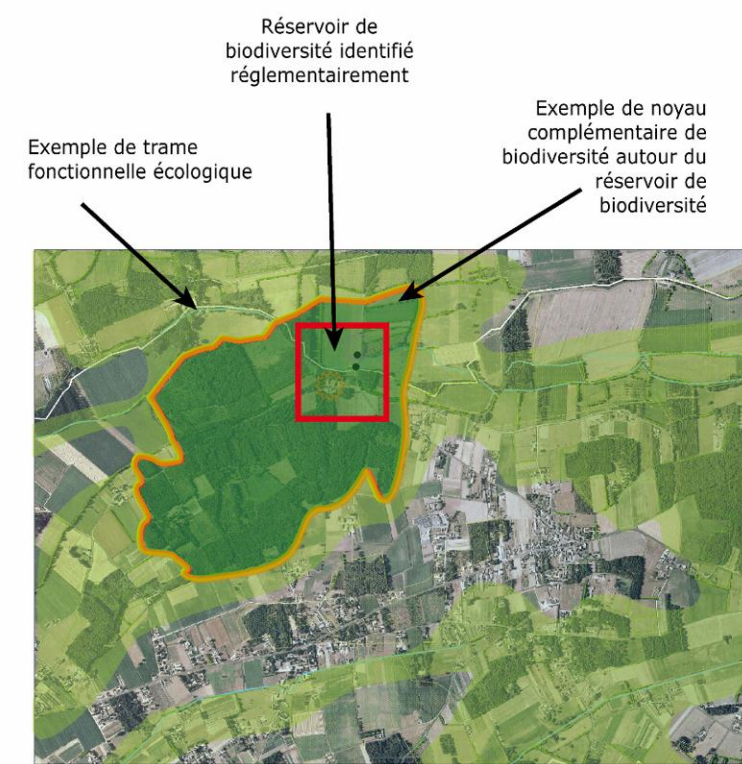 Réservoir de
biodiversité identifié
réglementairement
Exemple de trame
fonctionnelle écologique
Exemple de noyau
complémentaire de
biodiversité autour du
réservoir de
biodiversité